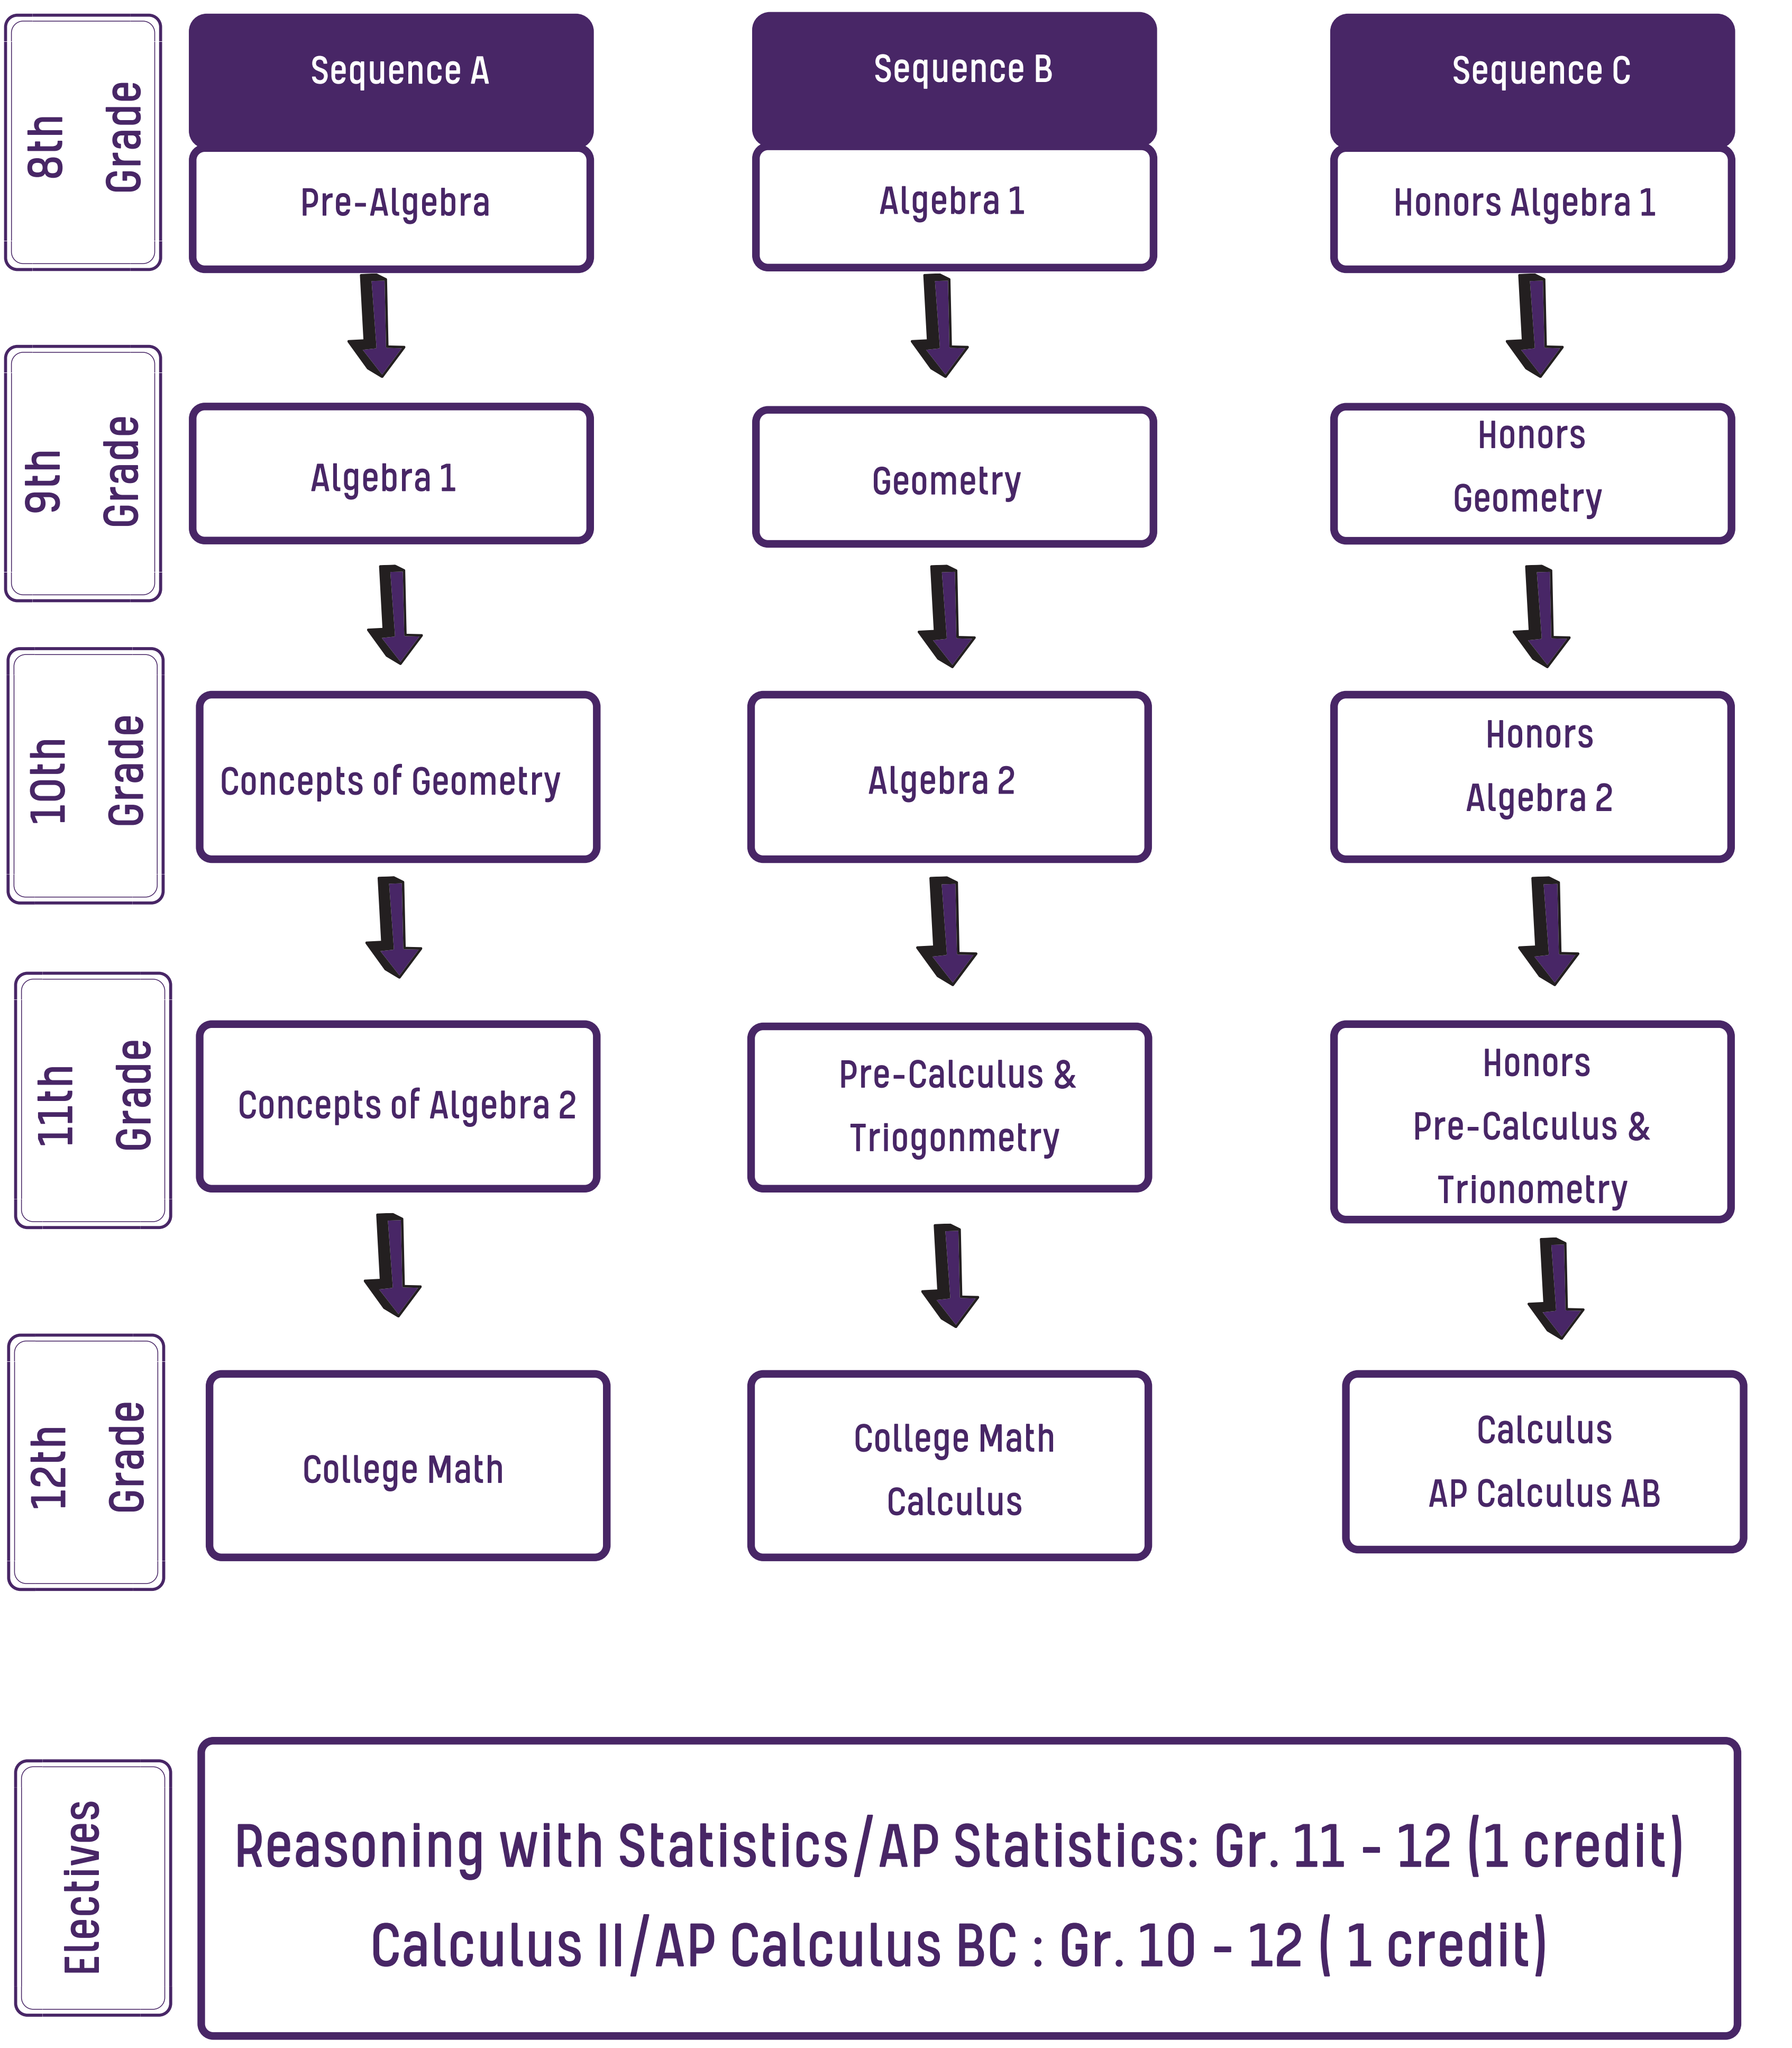 8th
Grade
Sequence A
Sequence B
Sequence C
Pre-Algebra
Algebra 1
Honors Algebra 1
9th
Grade
Algebra 1
Geometry
Honors
Geometry
10th
Grade
Concepts of Geometry
Algebra 2
Honors
Algebra 2
11th
Grade
Concepts of Algebra 2
Pre-Calculus &
Triogonmetry
Honors
Pre-Calculus &
Trionometry
12th
Grade
College Math
College Math
Calculus
Calculus
AP Calculus AB
Electives
Reasoning with Statistics/AP Statistics: Gr. 11 - 12 (1 credit)
Calculus II/AP Calculus BC : Gr. 10 - 12 ( 1 credit)